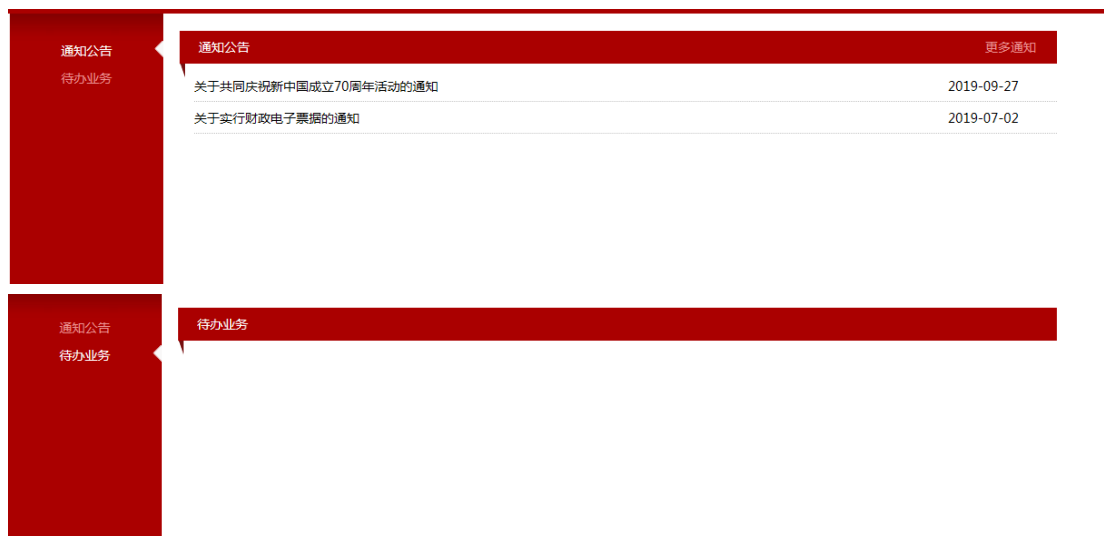 通知公告
待办业务
通知公告 更多通知
关于共同庆祝新中国成立70周年活动的通知 2019-09-27
关于实行财政电子票据的通知 2019-07-02
通知公告
待办业务
待办业务